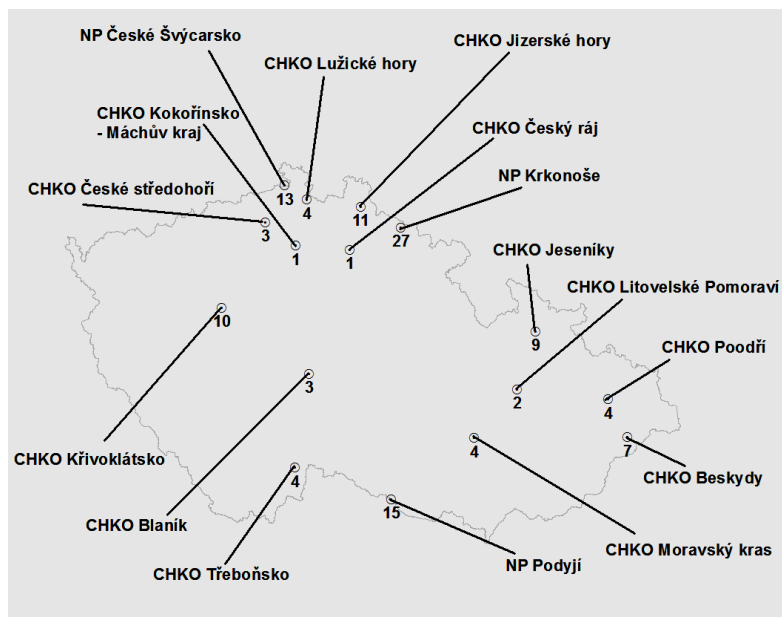 NP České Švýcarsko
CHKO Lužické hory
CHKO Jizerské hory
CHKO Kokořínsko
- Máchův kraj
CHKO Český ráj
NP Krkonoše
CHKO České středohoří
13
4
11
3
27
1
1
CHKO Jeseníky
CHKO Litovelské Pomoraví
10
9
CHKO Poodří
3
2
4
4
7
CHKO Křivoklátsko
4
CHKO Beskydy
15
CHKO Blaník
CHKO Moravský kras
NP Podyjí
CHKO Třeboňsko